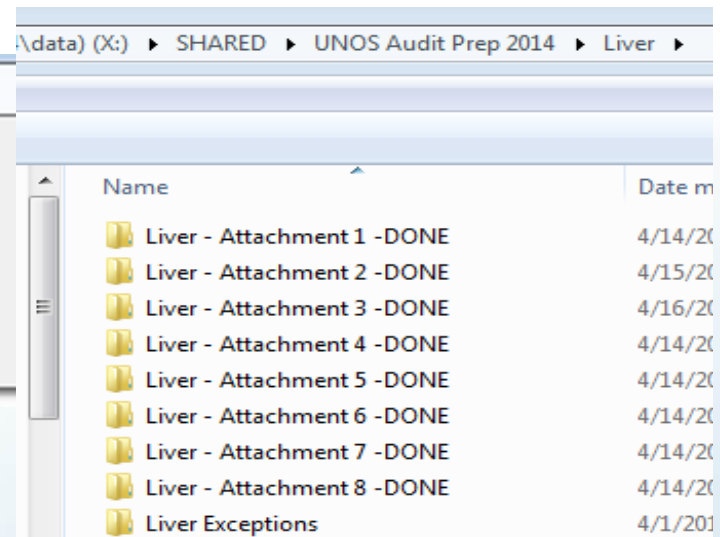 \data) (X:) ▸ SHARED ▸ UNOS Audit Prep 2014 ▸ Liver ▸
Name Date m
Liver - Attachment 1 -DONE 4/14/20
Liver - Attachment 2 -DONE 4/15/20
Liver - Attachment 3 -DONE 4/16/20
Liver - Attachment 4 -DONE 4/14/20
Liver - Attachment 5 -DONE 4/14/20
Liver - Attachment 6 -DONE 4/14/20
Liver - Attachment 7 -DONE 4/14/20
Liver - Attachment 8 -DONE 4/14/20
Liver Exceptions 4/1/201